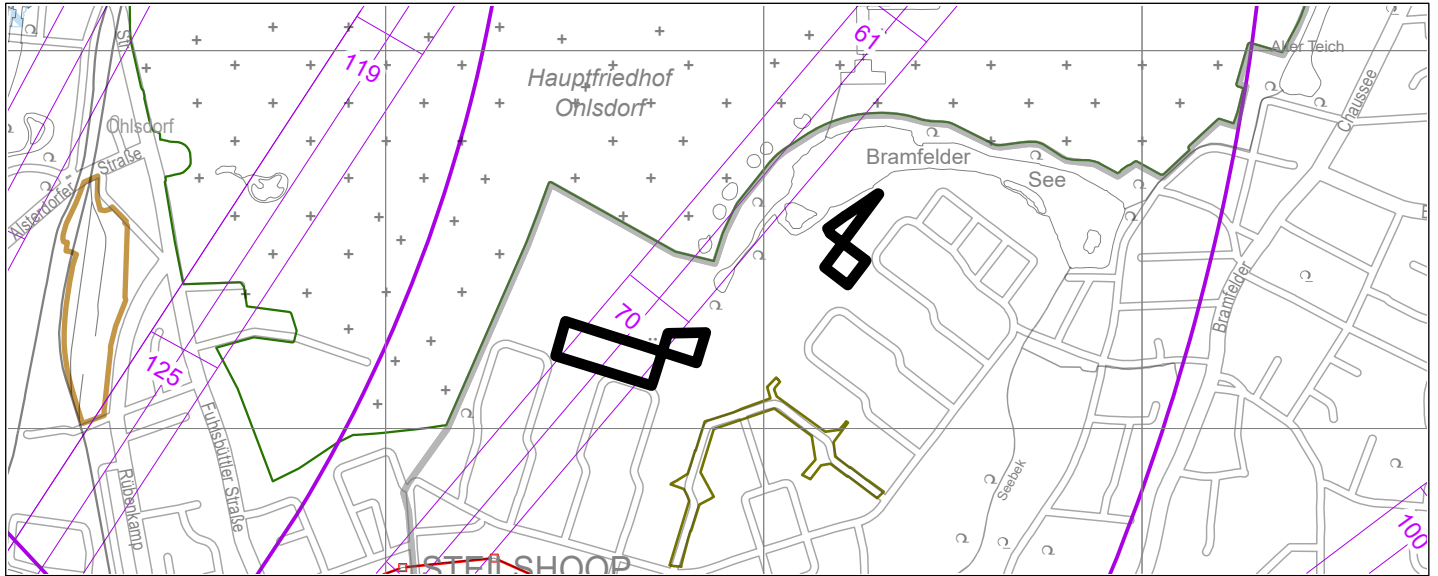 61
119
Hauptfriedhof
Ohlsdorf
Alter Teich
Chaussee
Str.
Ohlsdorf
Straße
Alsterdorfer
Bramfelder
See
70
125
Bramfelder
Fuhlsbüttler Straße
Rübenkamp
Seebek
100
STEILSHOOP